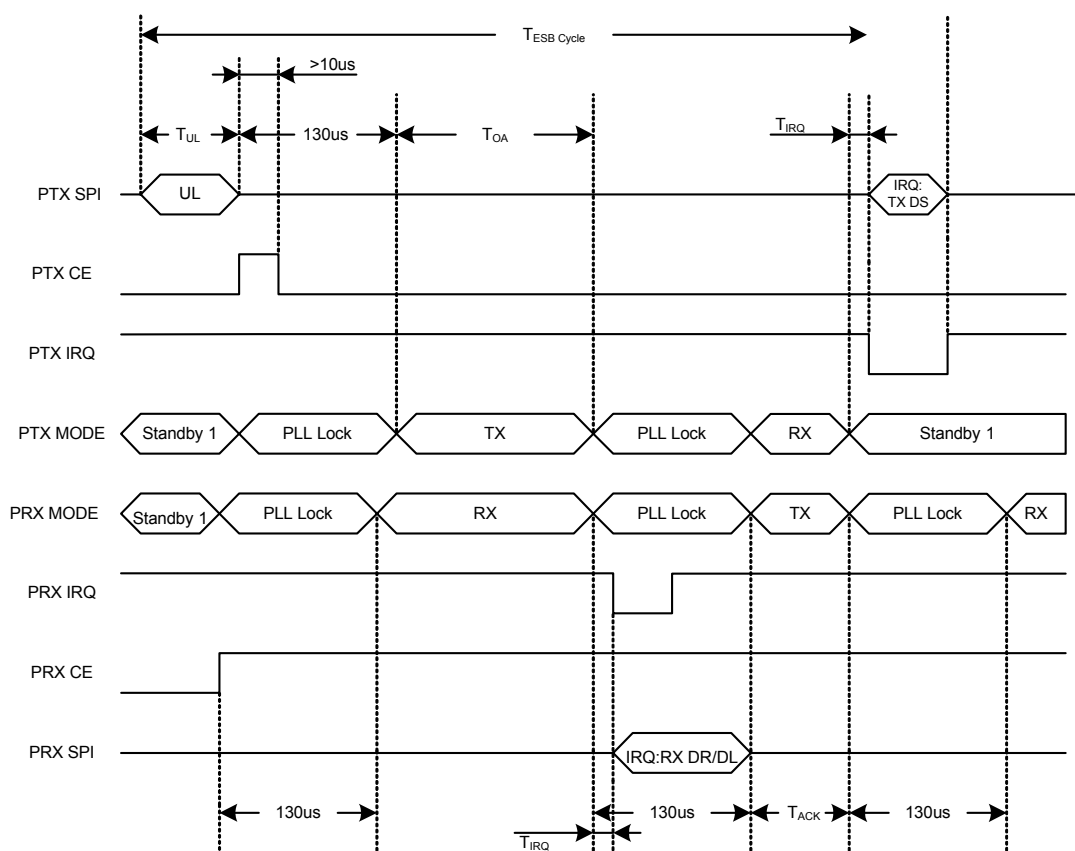 TESB Cycle
>10us
TUL
130us
TOA
TIRQ
PTX SPI
UL
IRQ:
TX DS
PTX CE
PTX IRQ
PTX MODE
Standby 1
PLL Lock
TX
PLL Lock
RX
Standby 1
PRX MODE
Standby 1
PLL Lock
RX
PLL Lock
TX
PLL Lock
RX
PRX IRQ
PRX CE
PRX SPI
IRQ:RX DR/DL
130us
130us
TACK
130us
TIRQ